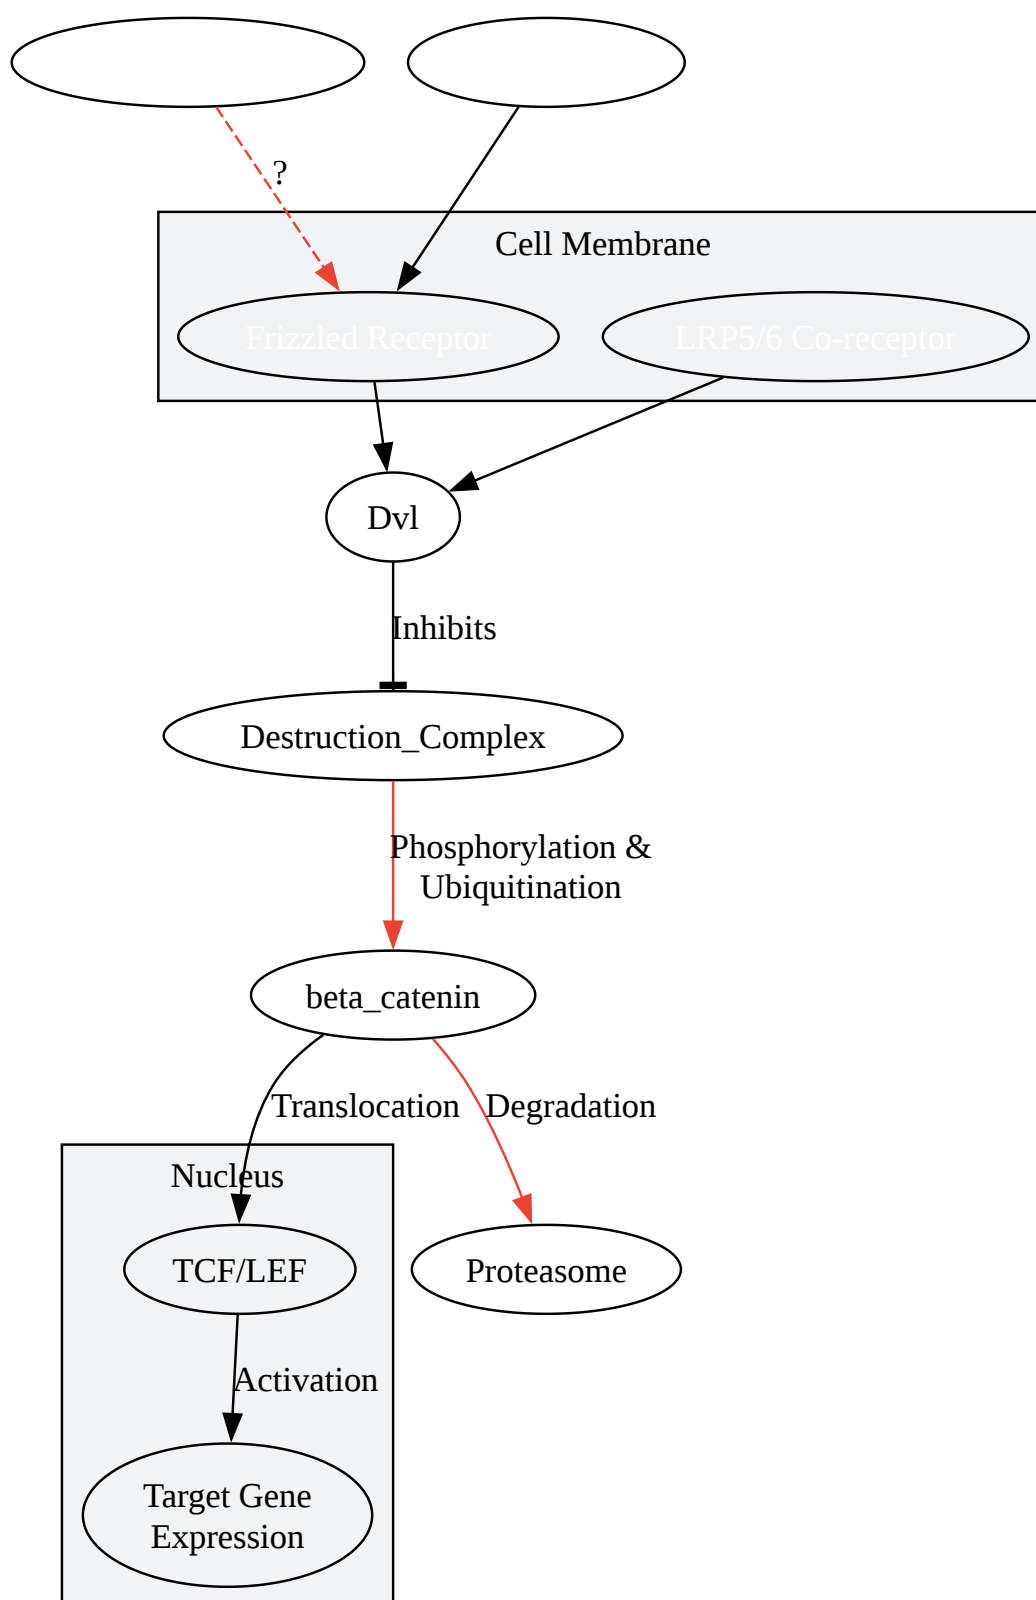 ?
Cell Membrane
Frizzled Receptor
LRP5/6 Co-receptor
Dvl
Inhibits
Destruction_Complex
Phosphorylation &
Ubiquitination
beta_catenin
Translocation
Degradation
Nucleus
TCF/LEF
Proteasome
Activation
Target Gene
Expression